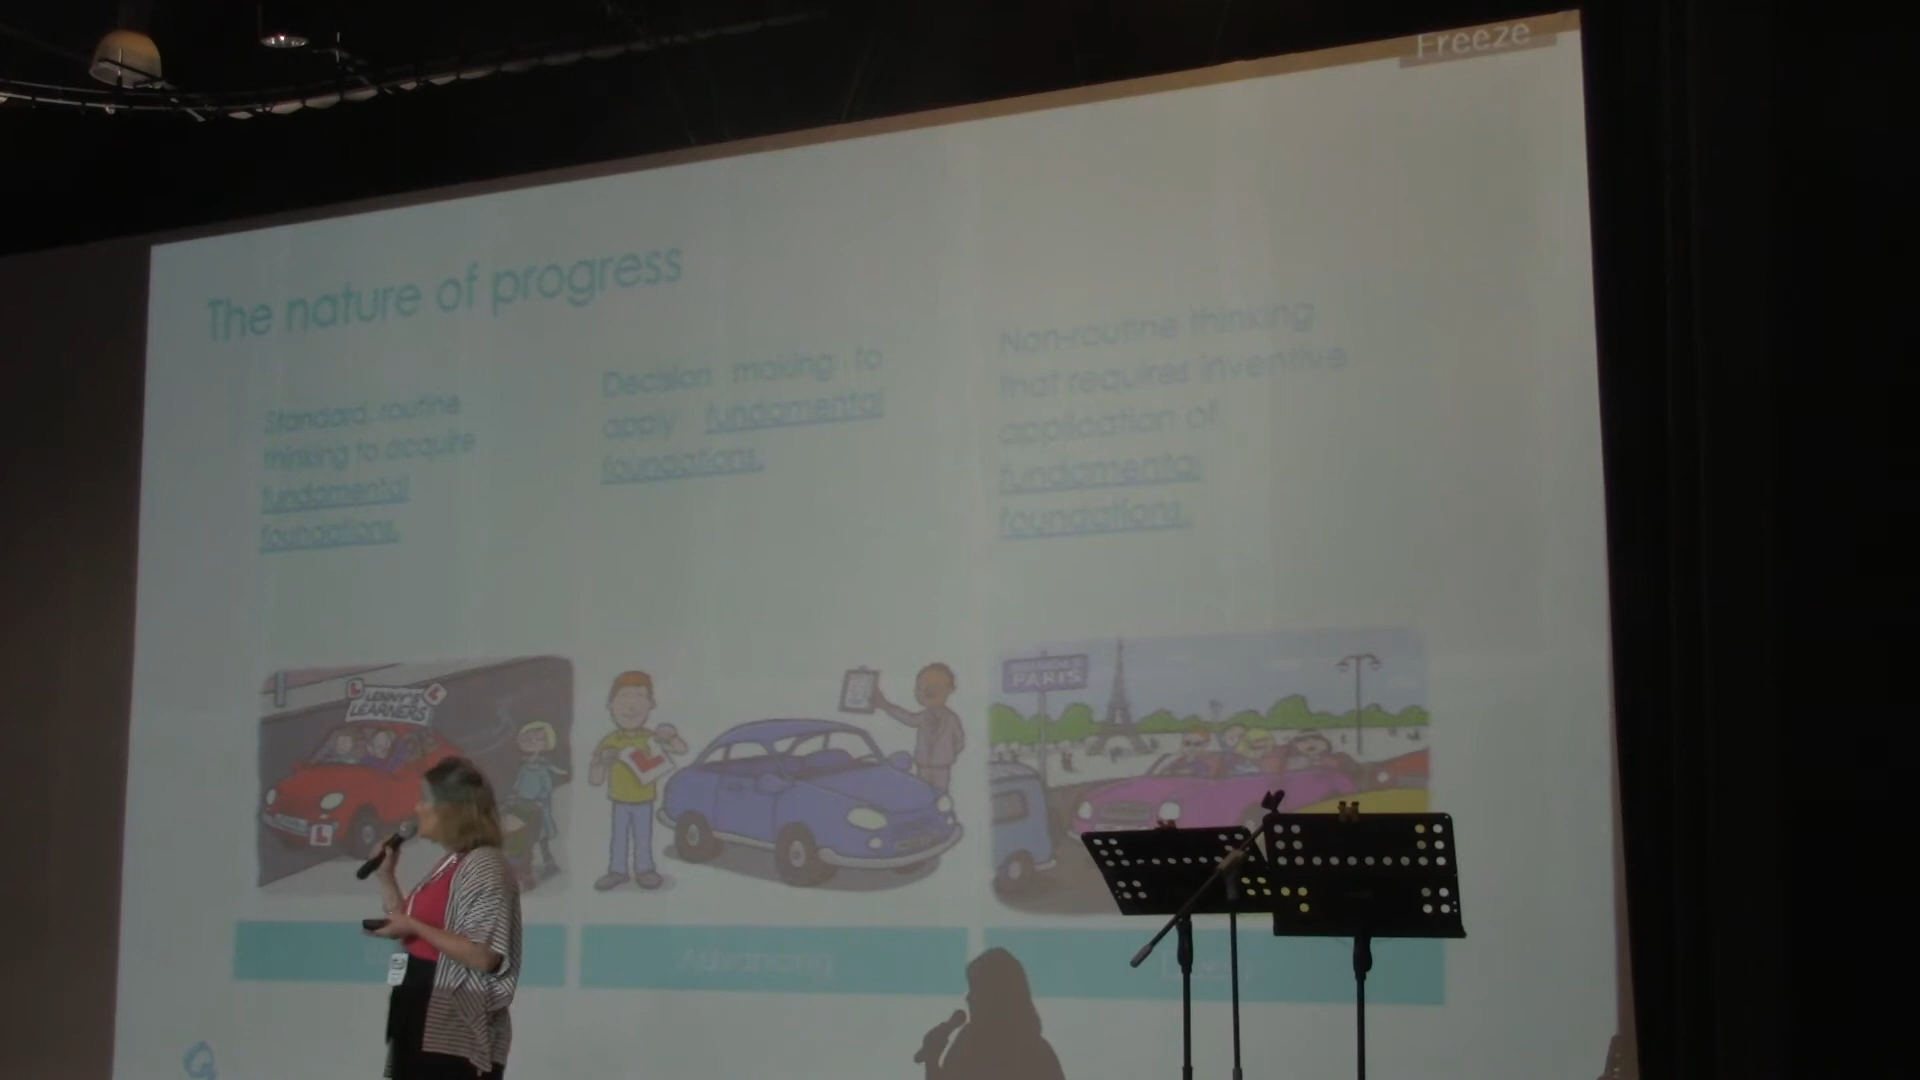 Freeze
The nature of progress
Standard, routine
thinking to acquire
fundamental
foundations.
Decision making to
apply fundamental
foundations.
Non-routine thinking
that requires inventive
application of
fundamental
foundations.
LENNY'S
LEARNERS
L
PARIS
Advancing